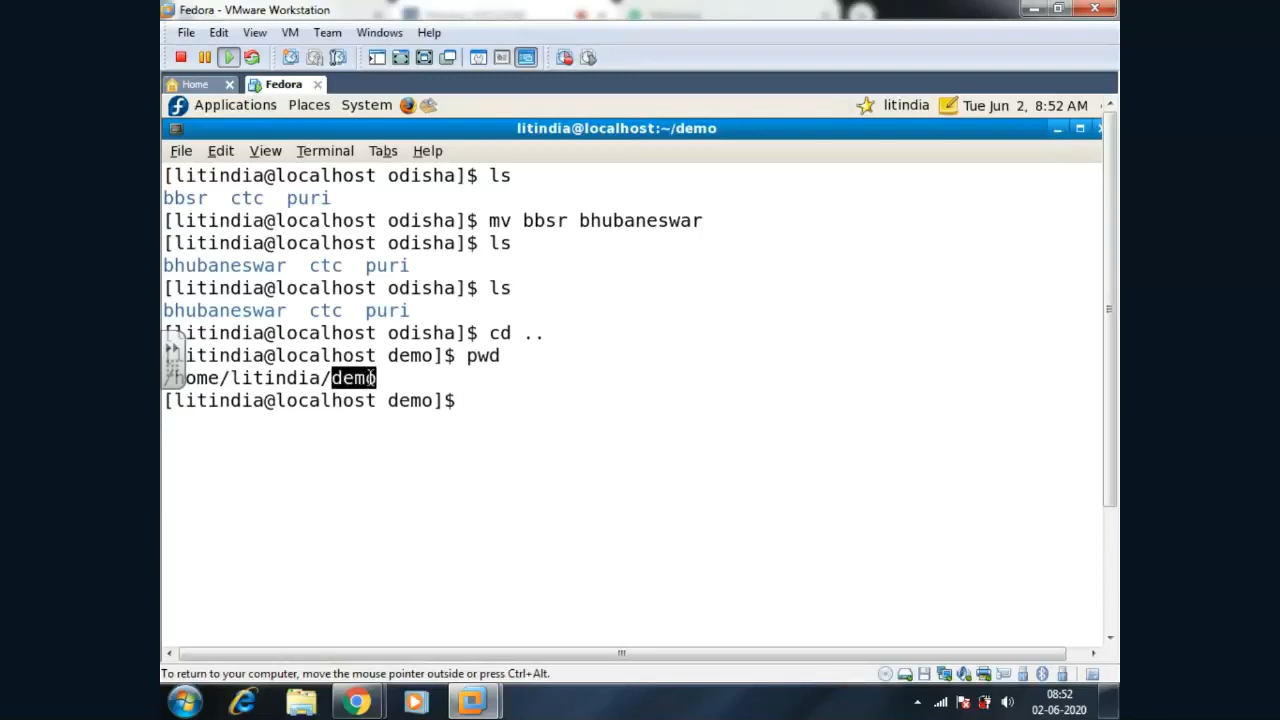 Fedora - VMware Workstation
File Edit View VM Team Windows Help
Home Fedora
Applications Places System litindia Tue Jun 2, 8:52 AM
litindia@localhost:~/demo
File Edit View Terminal Tabs Help
[litindia@localhost odisha]$ ls
bbsr ctc puri
[litindia@localhost odisha]$ mv bbsr bhubaneswar
[litindia@localhost odisha]$ ls
bhubaneswar ctc puri
[litindia@localhost odisha]$ ls
bhubaneswar ctc puri
[litindia@localhost odisha]$ cd ..
litindia@localhost demo]$ pwd
/home/litindia/demo
[litindia@localhost demo]$
To return to your computer, move the mouse pointer outside or press Ctrl+Alt.
08:52
02-06-2020